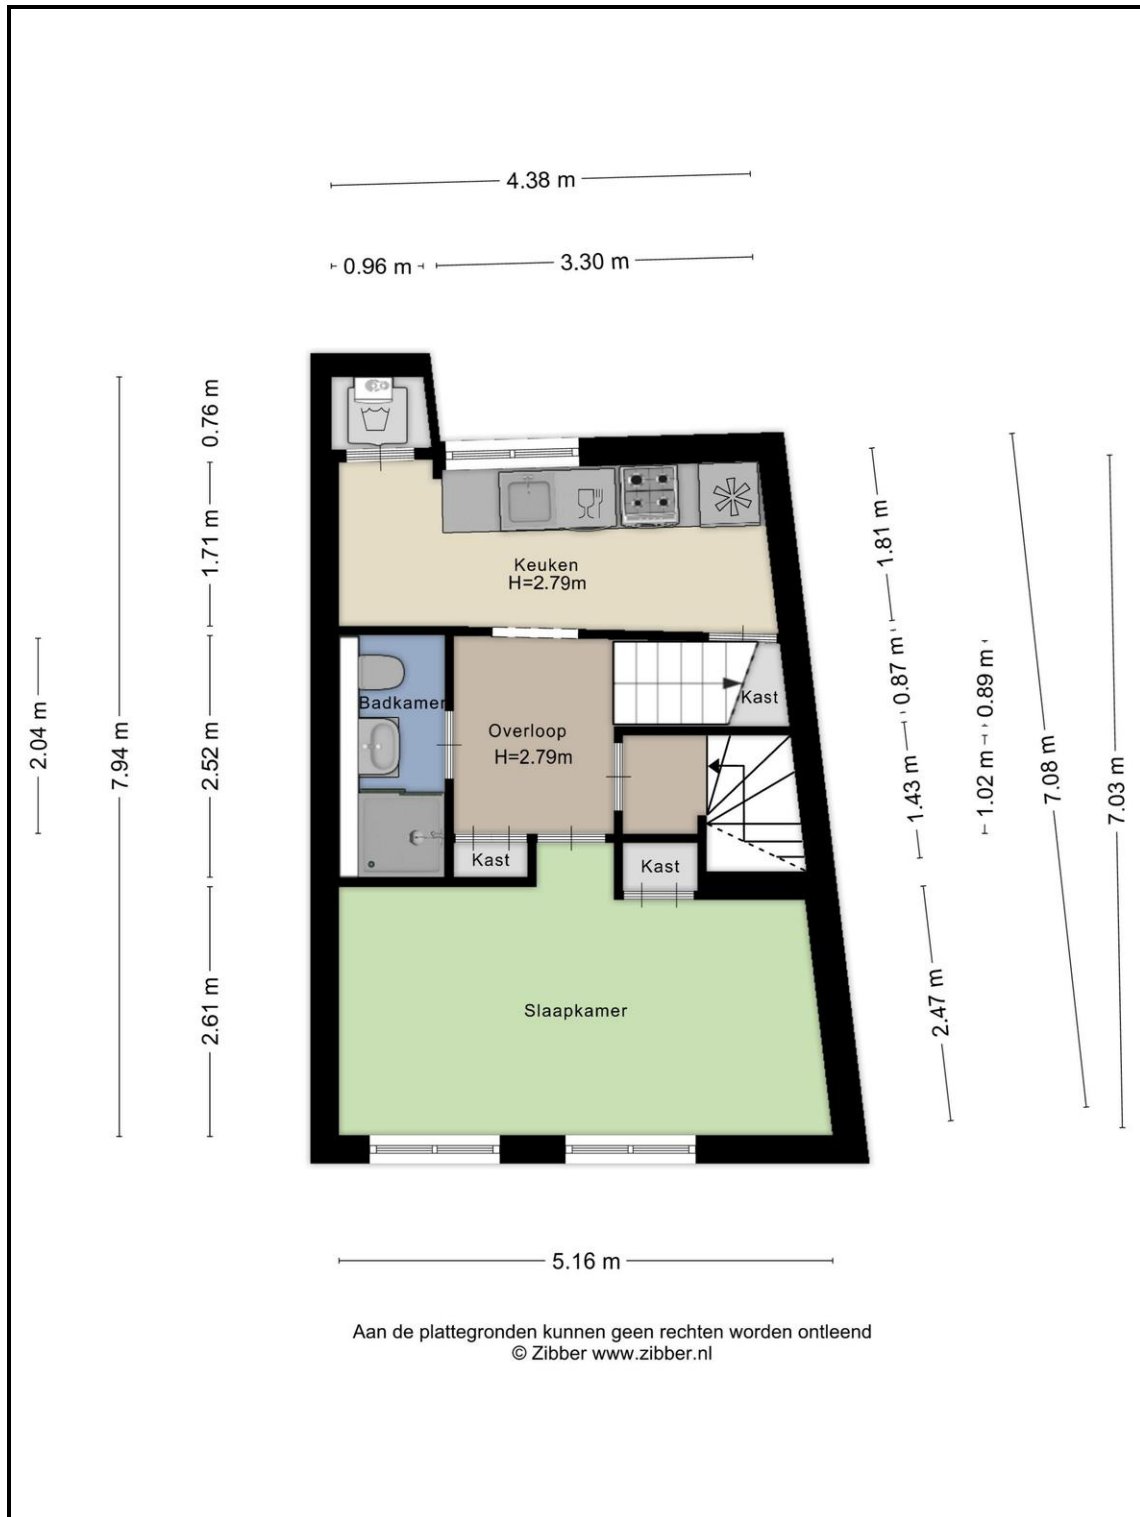 4.38 m
0.96 m
3.30 m
0.76 m
1.71 m
2.52 m
2.61 m
7.94 m
2.04 m
Keuken
H=2.79m
Badkamer
Overloop
H=2.79m
Kast
Kast
Kast
Slaapkamer
1.81 m
0.87 m
1.43 m
2.47 m
0.89 m
1.02 m
7.08 m
7.03 m
5.16 m
Aan de plattegronden kunnen geen rechten worden ontleend
© Zibber www.zibber.nl